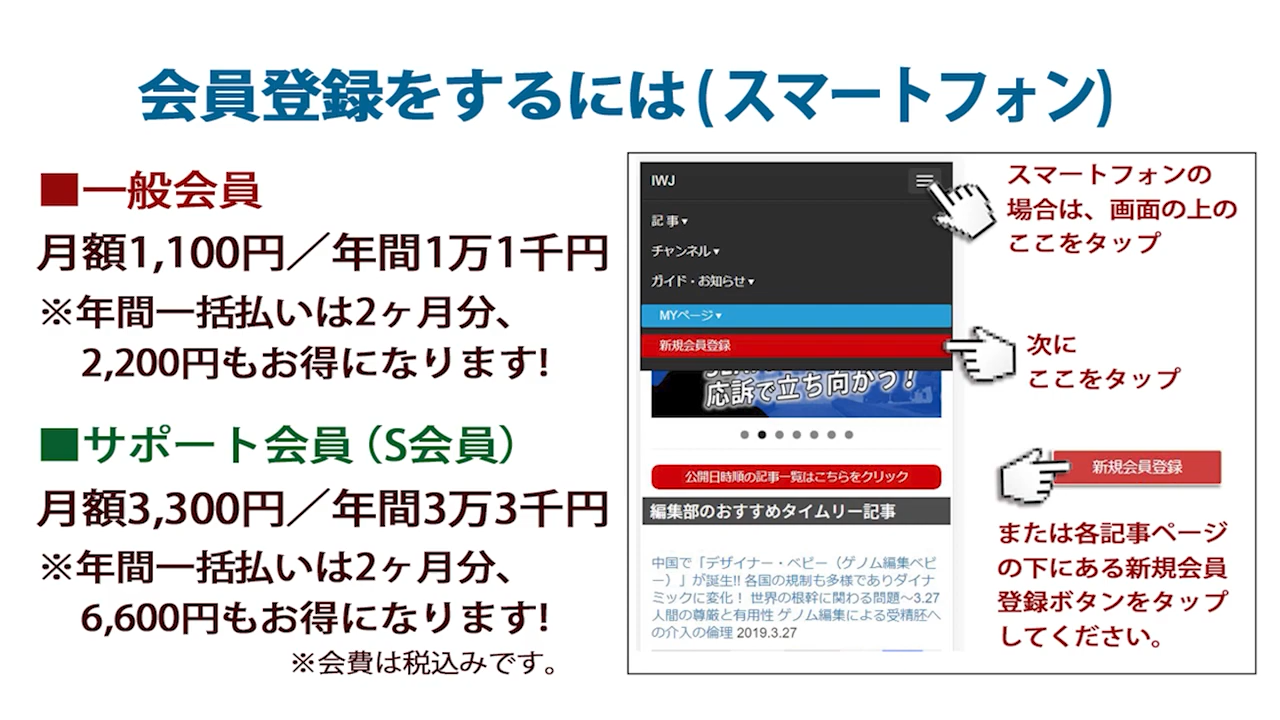 会員登録をするには(スマートフォン)
■一般会員
月額1,100円／年間1万1千円
※年間一括払いは2ヶ月分、
2,200円もお得になります!
■サポート会員（S会員）
月額3,300円／年間3万3千円
※年間一括払いは2ヶ月分、
6,600円もお得になります!
※会費は税込みです。
IWJ
記事▾
チャンネル▾
ガイド・お知らせ▾
MYページ▾
新規会員登録
応訴で立ち向かう！
公開日時順の記事一覧はこちらをクリック
編集部のおすすめタイムリー記事
中国で「デザイナー・ベビー（ゲノム編集ベビ
ー）」が誕生!! 各国の規制も多様でありダイナ
ミックに変化！ 世界の根幹に関わる問題〜3.27
人間の尊厳と有用性 ゲノム編集による受精胚へ
の介入の倫理 2019.3.27
スマートフォンの
場合は、画面の上の
ここをタップ
次に
ここをタップ
新規会員登録
または各記事ページ
の下にある新規会員
登録ボタンをタップ
してください。